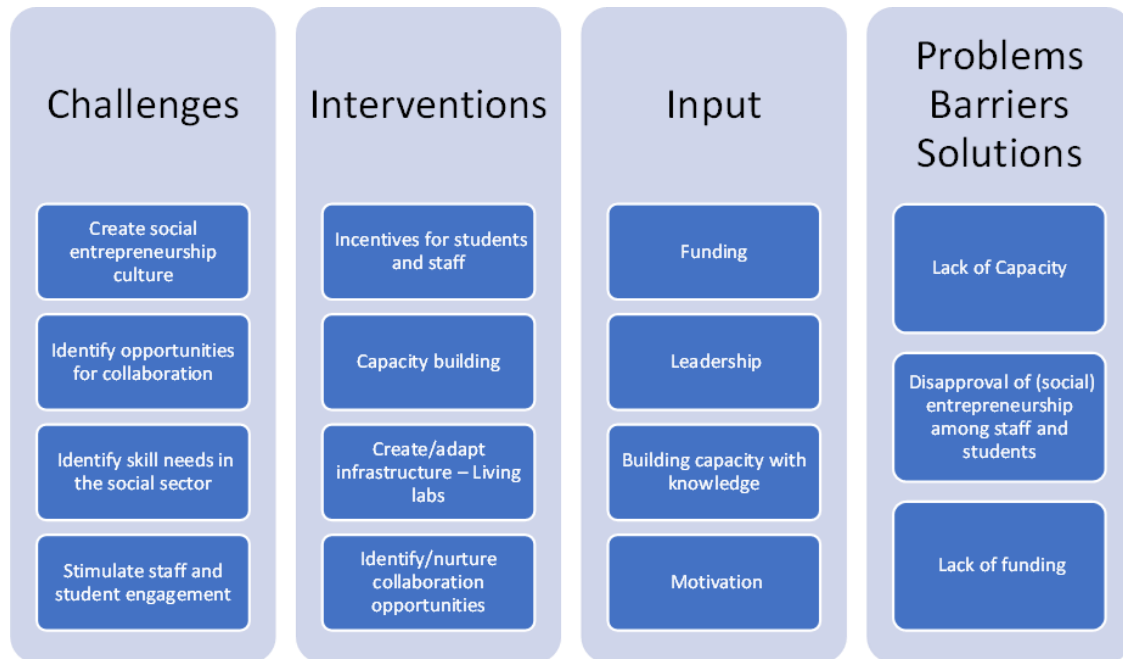 Challenges
Create social
entrepreneurship
culture
Identify opportunities
for collaboration
Identify skill needs in
the social sector
Stimulate staff and
student engagement
Interventions
Incentives for students
and staff
Capacity building
Create/adapt
infrastructure – Living
labs
Identify/nurture
collaboration
opportunities
Input
Funding
Leadership
Building capacity with
knowledge
Motivation
Problems
Barriers
Solutions
Lack of Capacity
Disapproval of (social)
entrepreneurship
among staff and
students
Lack of funding